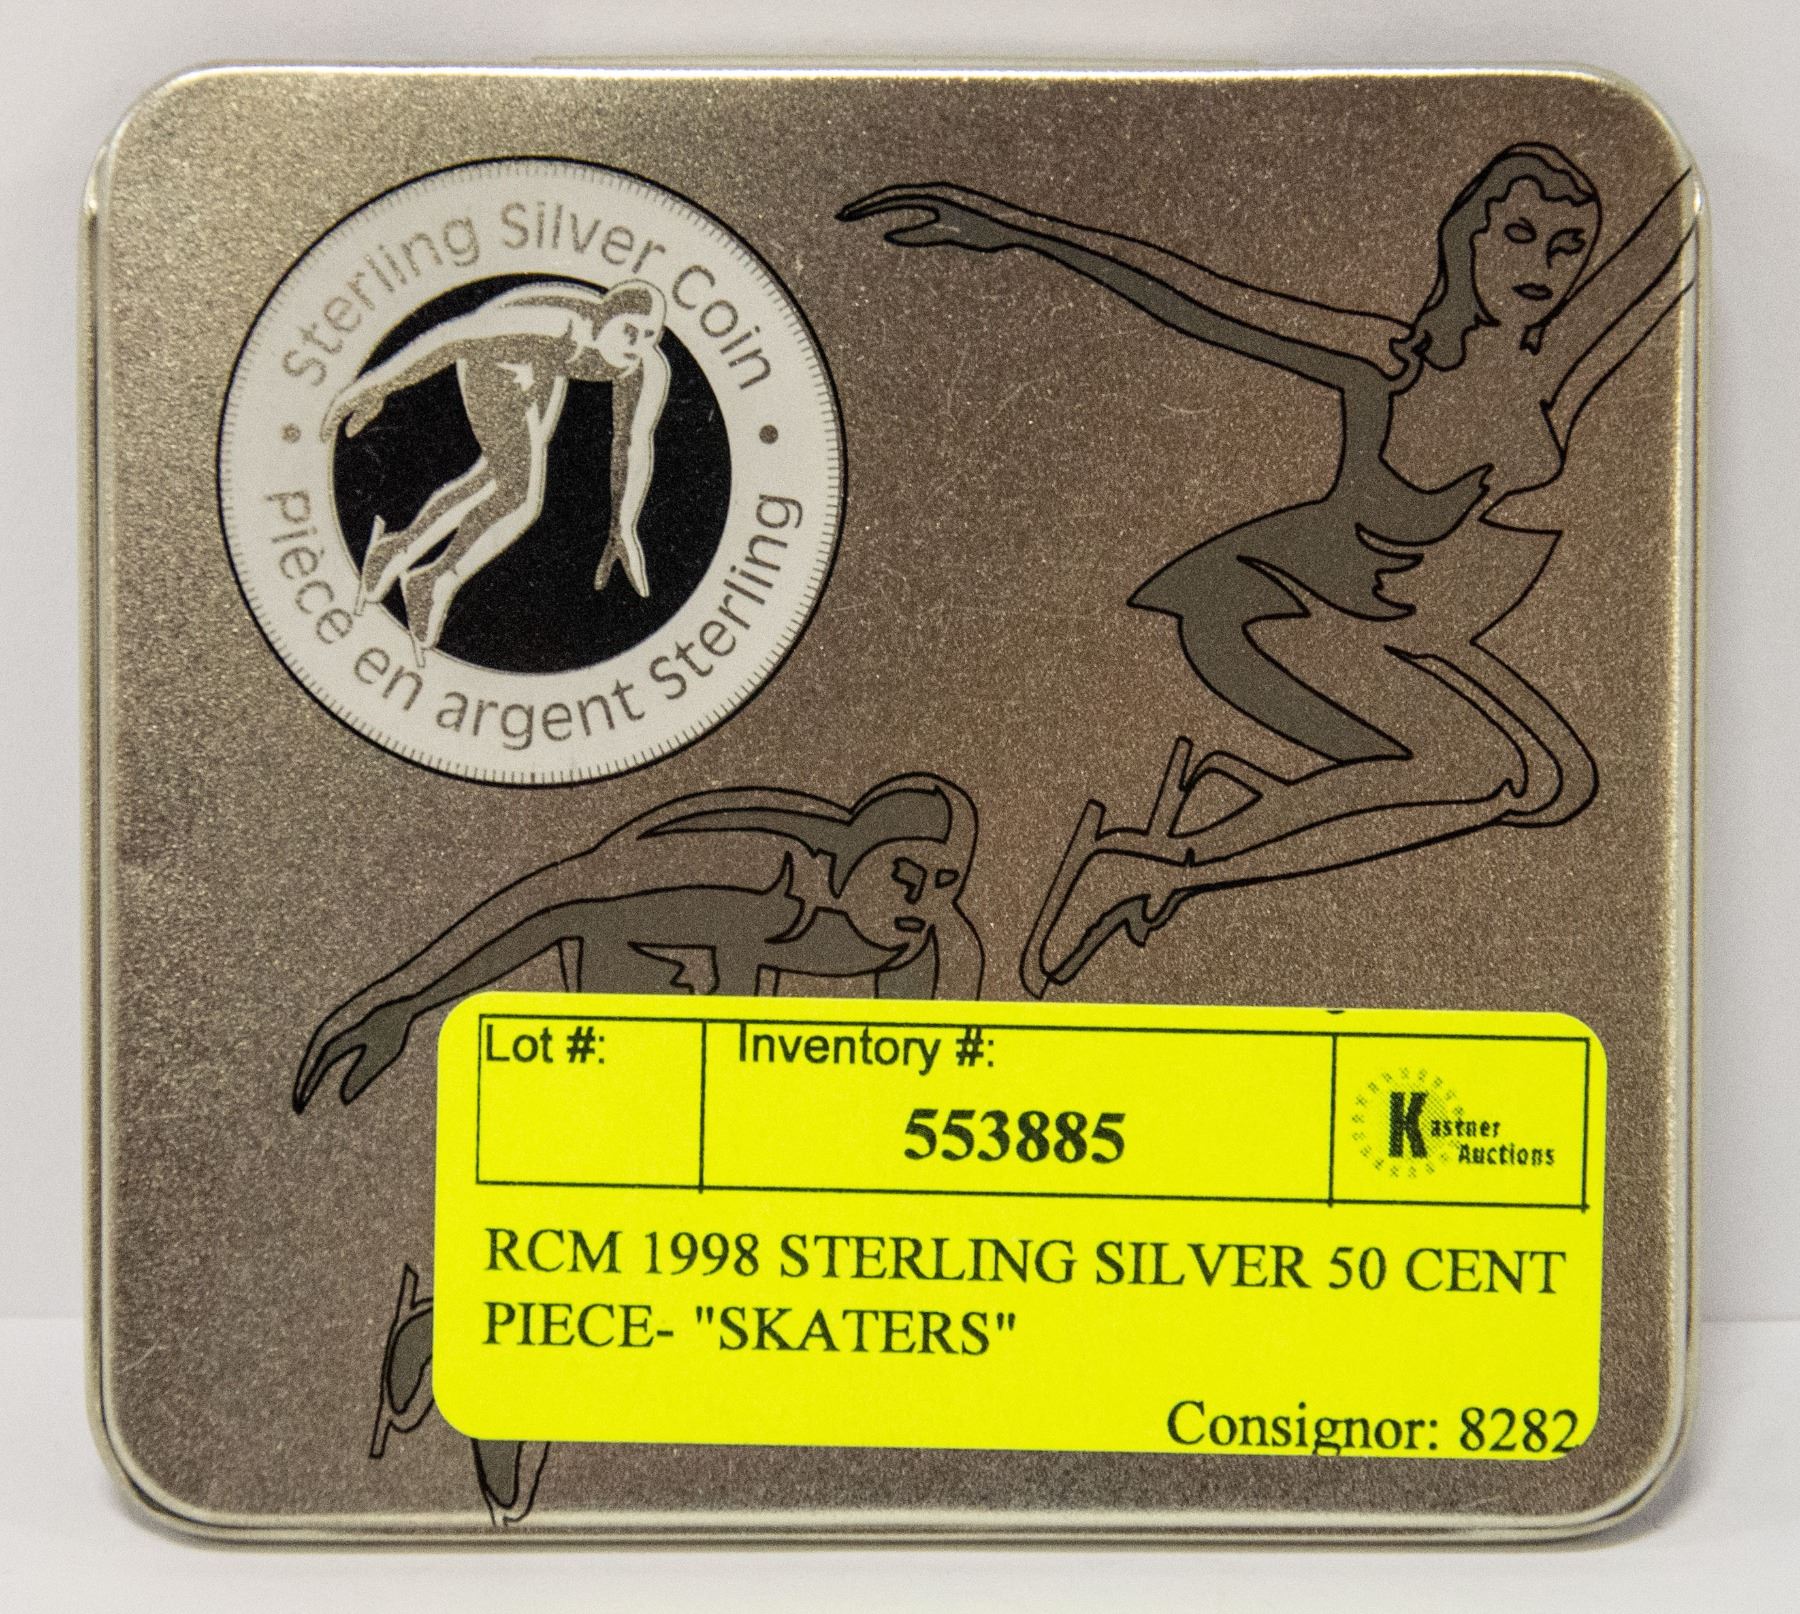 Sterling Silver Coin
Pièce en argent Sterling
Lot #:
Inventory #:
553885
Kastner
Auctions
RCM 1998 STERLING SILVER 50 CENT
PIECE- "SKATERS"
Consignor: 8282